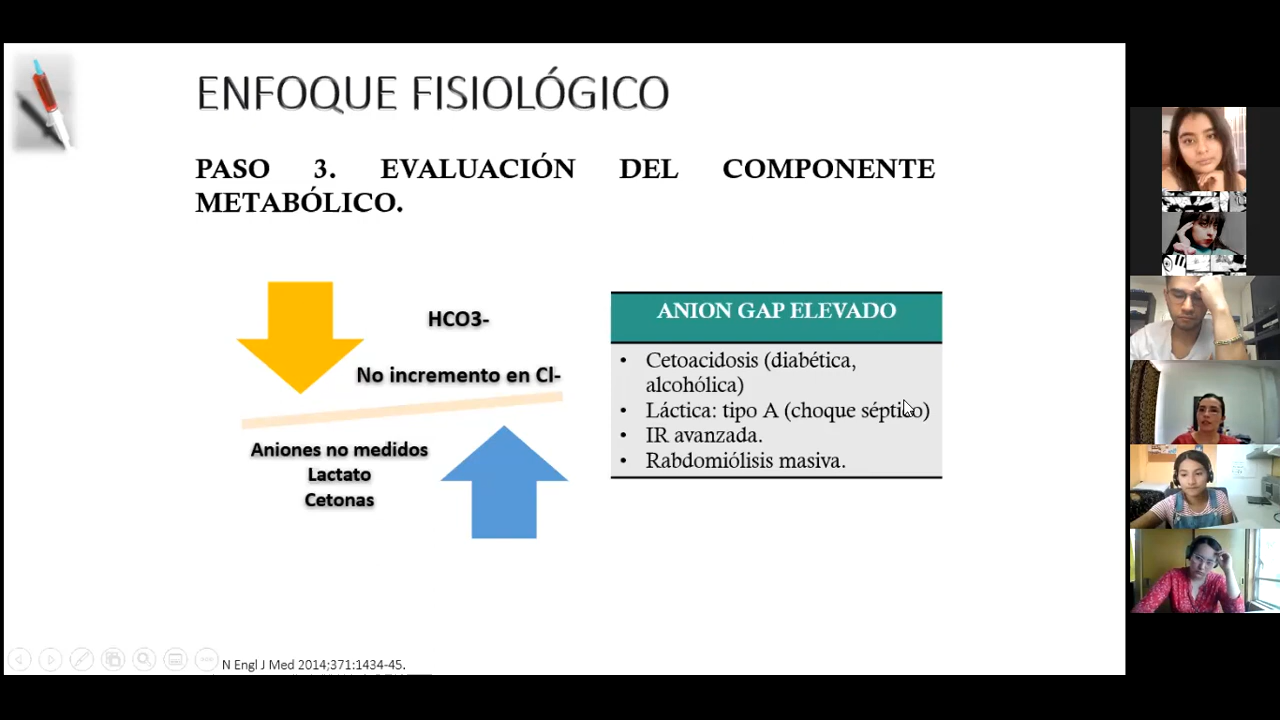 ENFOQUE FISIOLÓGICO
PASO 3. EVALUACIÓN DEL COMPONENTE
METABÓLICO.
HCO3-
No incremento en Cl-
Aniones no medidos
Lactato
Cetonas
ANION GAP ELEVADO
• Cetoacidosis (diabética,
alcohólica)
• Láctica: tipo A (choque séptico)
• IR avanzada.
• Rabdomiólisis masiva.
N Engl J Med 2014;371:1434-45.